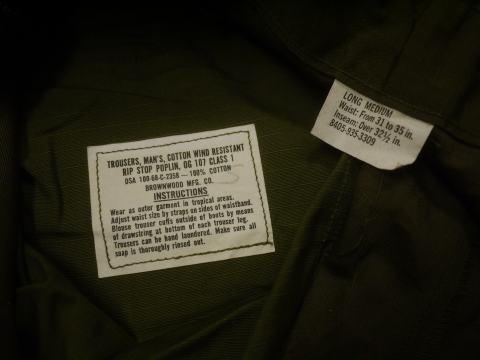 TROUSERS, MAN'S, COTTON WIND RESISTANT
RIP STOP POPLIN, OG 107 CLASS 1
DSA 100-68-C-2358 — 100% COTTON
BROWNWOOD MFG. CO.
INSTRUCTIONS
Wear as outer garment in tropical areas.
Adjust waist size by straps on sides of waistband.
Blouse trouser cuffs outside of boots by means
of drawstring at bottom of each trouser leg.
Trousers can be hand laundered. Make sure all
soap is thoroughly rinsed out.
LONG MEDIUM
Waist: From 31 to 35 in.
Inseam: Over 32½ in.
8405-935-3309